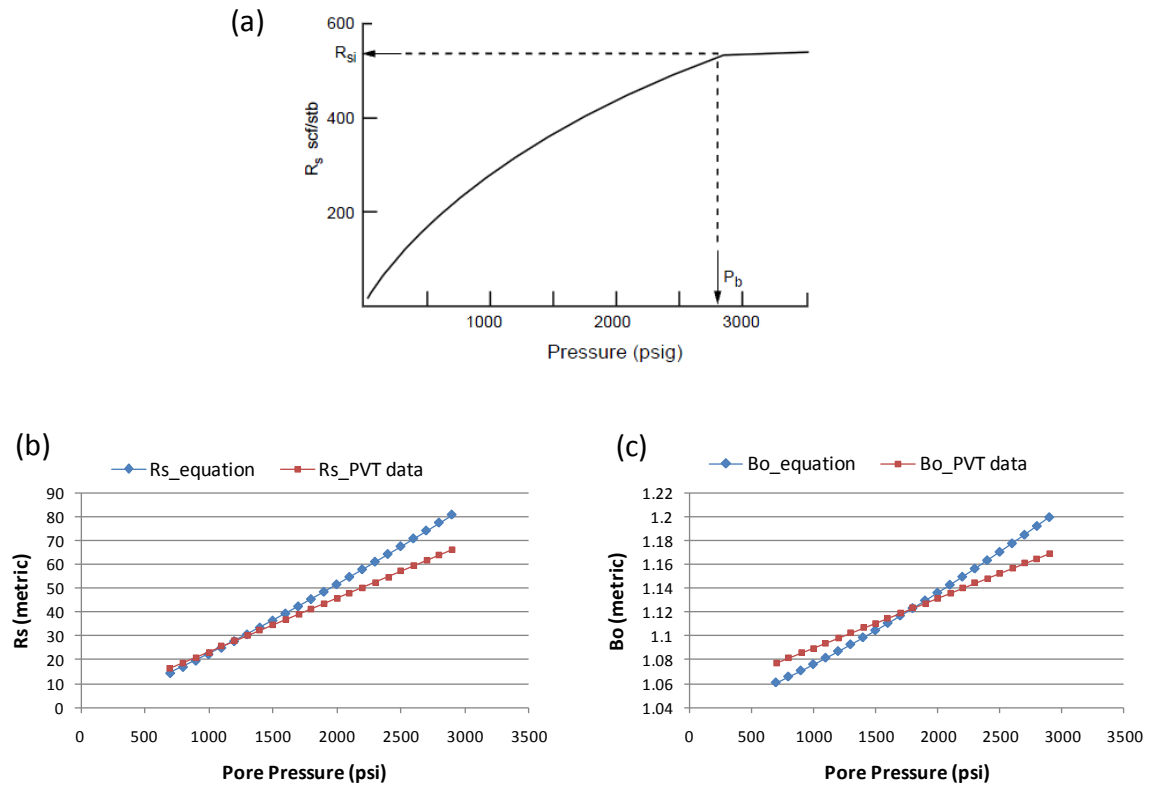 (a)
600
R_si
400
200
R_s scf/stb
P_b
1000 2000 3000
Pressure (psig)
(b)
Rs_equation Rs_PVT data
90
80
70
60
50
40
30
20
10
0
Rs (metric)
0 500 1000 1500 2000 2500 3000 3500
Pore Pressure (psi)
(c)
Bo_equation Bo_PVT data
1.22
1.2
1.18
1.16
1.14
1.12
1.1
1.08
1.06
1.04
Bo (metric)
0 500 1000 1500 2000 2500 3000 3500
Pore Pressure (psi)